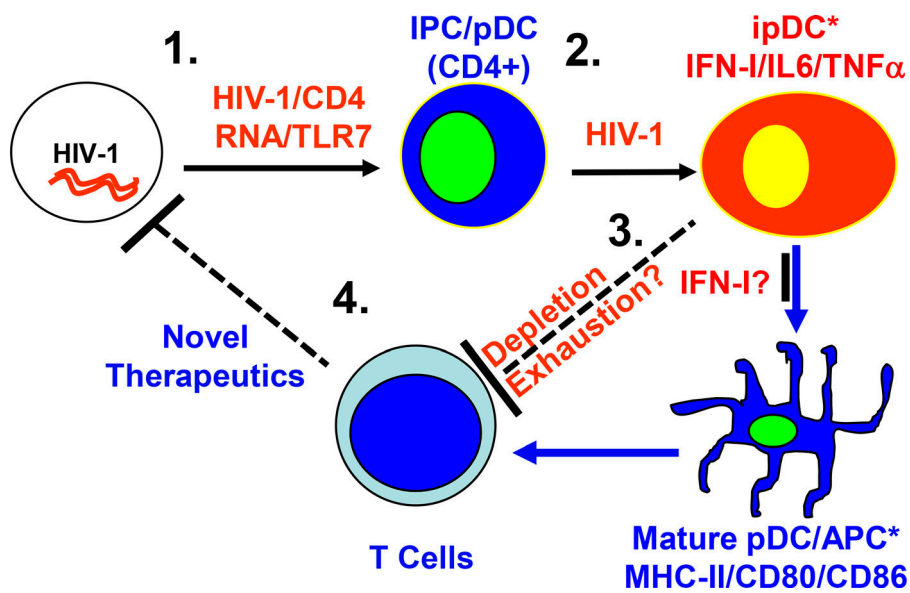 1.
IPC/pDC
(CD4+)
2.
ipDC*
IFN-I/IL6/TNFα
HIV-1/CD4
RNA/TLR7
HIV-1
HIV-1
3.
IFN-I?
Depletion
Exhaustion?
4.
Novel
Therapeutics
T Cells
Mature pDC/APC*
MHC-II/CD80/CD86